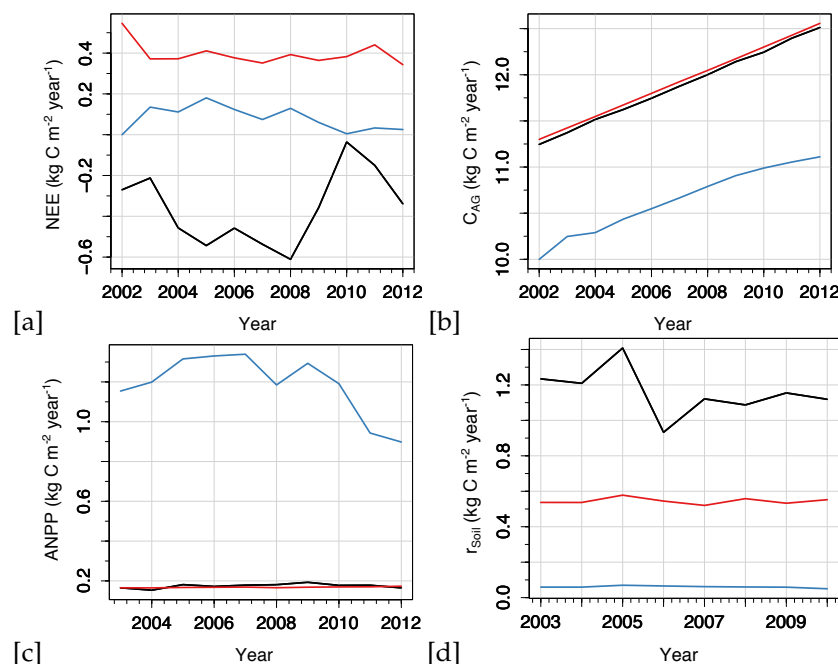 NEE (kg C m⁻² year⁻¹)
0.4
0.2
−0.2
−0.6
2002 2004 2006 2008 2010 2012
Year
[a]
C_AG (kg C m⁻² year⁻¹)
12.0
11.0
10.0
2002 2004 2006 2008 2010 2012
Year
[b]
ANPP (kg C m⁻² year⁻¹)
1.0
0.6
0.2
2004 2006 2008 2010 2012
Year
[c]
r_Soil (kg C m⁻² year⁻¹)
1.2
0.8
0.4
0.0
2003 2005 2007 2009
Year
[d]